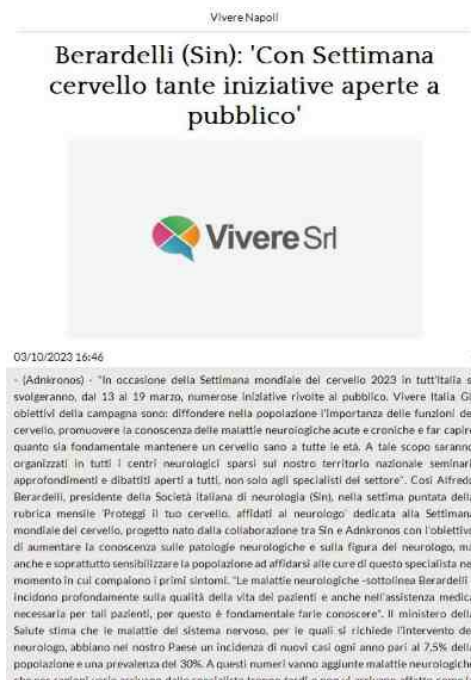 Vivere Napoli
Berardelli (Sin): 'Con Settimana
cervello tante iniziative aperte a
pubblico'
Vivere Srl
03/10/2023 16:46
- (Adnkronos) - "In occasione della Settimana mondiale del cervello 2023 in tutt'Italia s
svolgeranno, dal 13 al 19 marzo, numerose iniziative rivolte al pubblico. Vivere Italia Gl
obiettivi della campagna sono: diffondere nella popolazione l'importanza delle funzioni de
cervello, promuovere la conoscenza delle malattie neurologiche acute e croniche e far capire
quanto sia fondamentale mantenere un cervello sano a tutte le età. A tale scopo saranno
organizzati in tutti i centri neurologici sparsi sul nostro territorio nazionale seminari
approfondimenti e dibattiti aperti a tutti, non solo agli specialisti del settore". Così Alfredo
Berardelli, presidente della Società italiana di neurologia (Sin), nella settima puntata della
rubrica mensile 'Proteggi il tuo cervello, affidati al neurologo' dedicata alla Settimana
mondiale del cervello, progetto nato dalla collaborazione tra Sin e Adnkronos con l'obiettivo
di aumentare la conoscenza sulle patologie neurologiche e sulla figura del neurologo, ma
anche e soprattutto sensibilizzare la popolazione ad affidarsi alle cure di questo specialista ne
momento in cui compaiono i primi sintomi. "Le malattie neurologiche -sottolinea Berardelli
incidono profondamente sulla qualità della vita dei pazienti e anche nell'assistenza medica
necessaria per tali pazienti, per questo è fondamentale farle conoscere". Il ministero della
Salute stima che le malattie del sistema nervoso, per le quali si richiede l'intervento de
neurologo, abbiano nel nostro Paese un incidenza di nuovi casi ogni anno pari al 7,5% della
popolazione e una prevalenza del 30%. A questi numeri vanno aggiunte malattie neurologiche